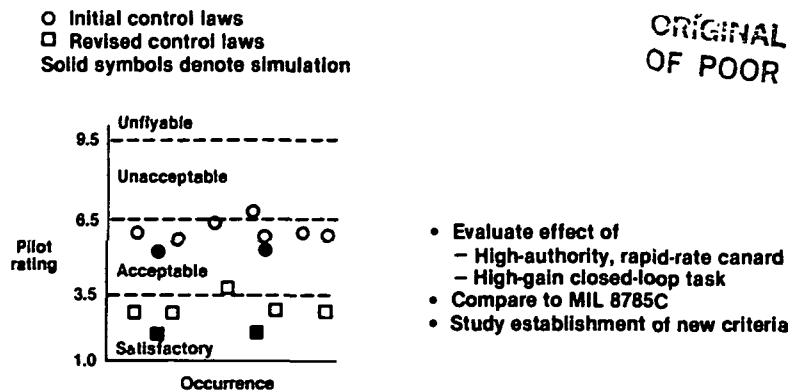 ○ Initial control laws
□ Revised control laws
Solid symbols denote simulation
ORIGINAL
OF POOR
Unflyable
9.5
Unacceptable
6.5
Pilot
rating
Acceptable
3.5
Satisfactory
1.0
Occurrence
• Evaluate effect of
– High-authority, rapid-rate canard
– High-gain closed-loop task
• Compare to MIL 8785C
• Study establishment of new criteria